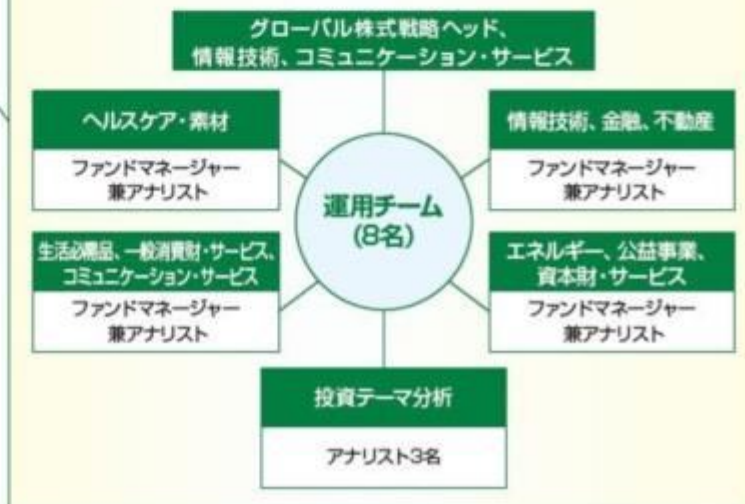 グローバル株式戦略ヘッド、
情報技術、コミュニケーション・サービス
ヘルスケア・素材
ファンドマネージャー
兼アナリスト
情報技術、金融、不動産
ファンドマネージャー
兼アナリスト
運用チーム
(8名)
生活必需品、一般消費財・サービス、
コミュニケーション・サービス
ファンドマネージャー
兼アナリスト
エネルギー、公益事業、
資本財・サービス
ファンドマネージャー
兼アナリスト
投資テーマ分析
アナリスト3名